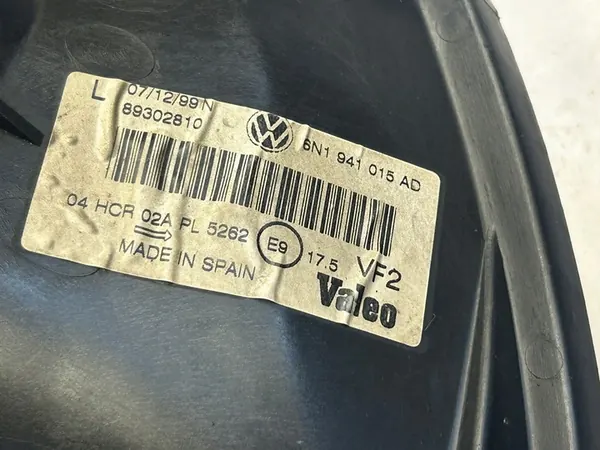 L 07/12/99 N
89302810
6N1 941 015 AD
04 HCR 02A PL 5262
E9 17.5 VF2
MADE IN SPAIN
Valeo